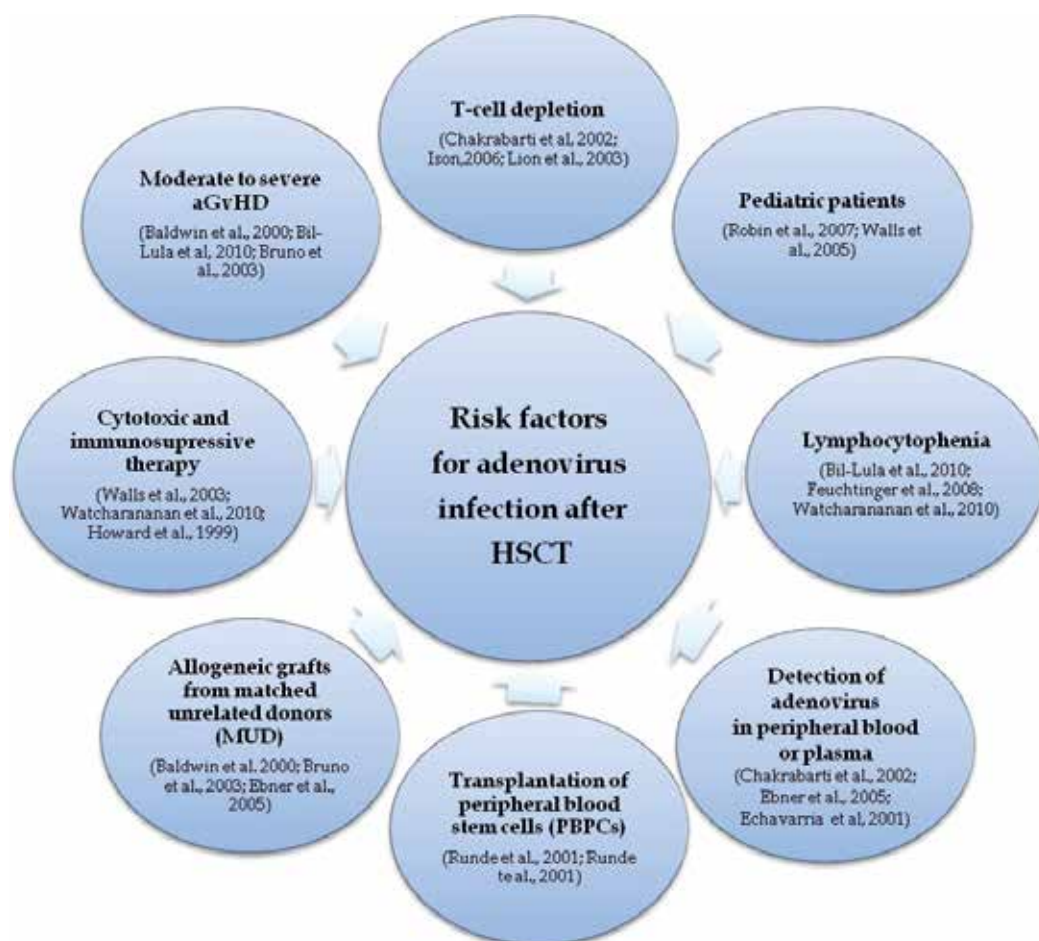 T-cell depletion
(Chakrabarti et al, 2002;
Ison,2006; Lion et al., 2003)
Pediatric patients
(Robin et al., 2007; Walls
et al., 2005)
Lymphocytophenia
(Bil-Lula et al., 2010;
Feuchtinger et al., 2008;
Watcharananan et al., 2010)
Detection of
adenovirus
in peripheral blood
or plasma
(Chakrabarti et al., 2002;
Ebner et al., 2005;
Echavarria et al, 2001)
Transplantation of
peripheral blood
stem cells (PBPCs)
(Runde et al., 2001; Runde
te al., 2001)
Allogeneic grafts
from matched
unrelated donors
(MUD)
(Baldwin et al. 2000; Bruno
et al., 2003; Ebner et al.,
2005)
Cytotoxic and
immunosupressive
therapy
(Walls et al., 2003;
Watcharananan et al., 2010;
Howard et al., 1999)
Moderate to severe
aGvHD
(Baldwin et al., 2000; Bil-
Lula et al, 2010; Bruno et
al., 2003)
Risk factors
for adenovirus
infection after
HSCT